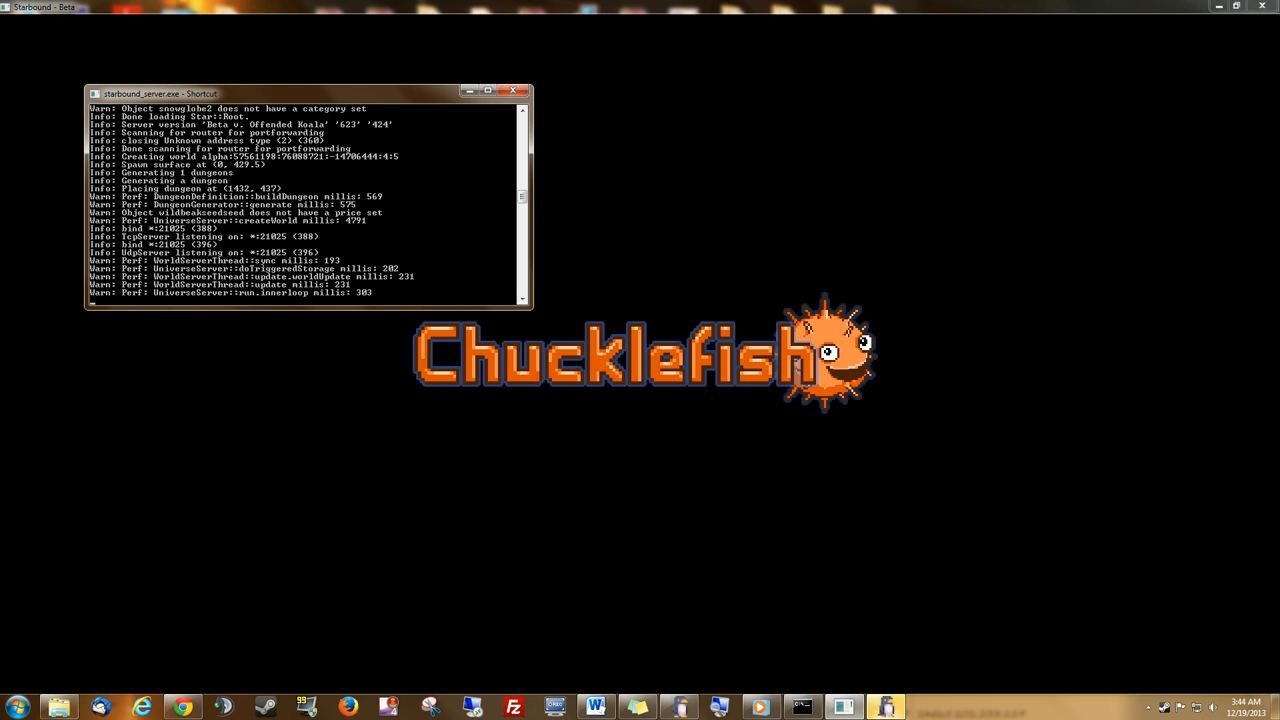 Starbound - Beta
starbound_server.exe - Shortcut
Warn: Object snowglobe2 does not have a category set
Info: Done loading Star::Root.
Info: Server version 'Beta v. Offended Koala' '623' '424'
Info: Scanning for router for portforwarding
Info: closing Unknown address type (2) (360)
Info: Done scanning for router for portforwarding
Info: Creating world alpha:57561198:76088721:-14706444:4:5
Info: Spawn surface at (0, 429.5)
Info: Generating 1 dungeons
Info: Generating a dungeon
Info: Placing dungeon at (1432, 437)
Warn: Perf: DungeonDefinition::buildDungeon millis: 569
Warn: Perf: DungeonGenerator::generate millis: 575
Warn: Object wildbeakseedseed does not have a price set
Warn: Perf: UniverseServer::createWorld millis: 4791
Info: bind *:21025 (388)
Info: TcpServer listening on: *:21025 (388)
Info: bind *:21025 (396)
Info: UdpServer listening on: *:21025 (396)
Warn: Perf: WorldServerThread::sync millis: 193
Warn: Perf: UniverseServer::doTriggeredStorage millis: 202
Warn: Perf: WorldServerThread::update.worldUpdate millis: 231
Warn: Perf: WorldServerThread::update millis: 231
Warn: Perf: UniverseServer::run.innerloop millis: 303
Chucklefish
99
FZ
W
3:44 AM
12/19/2013